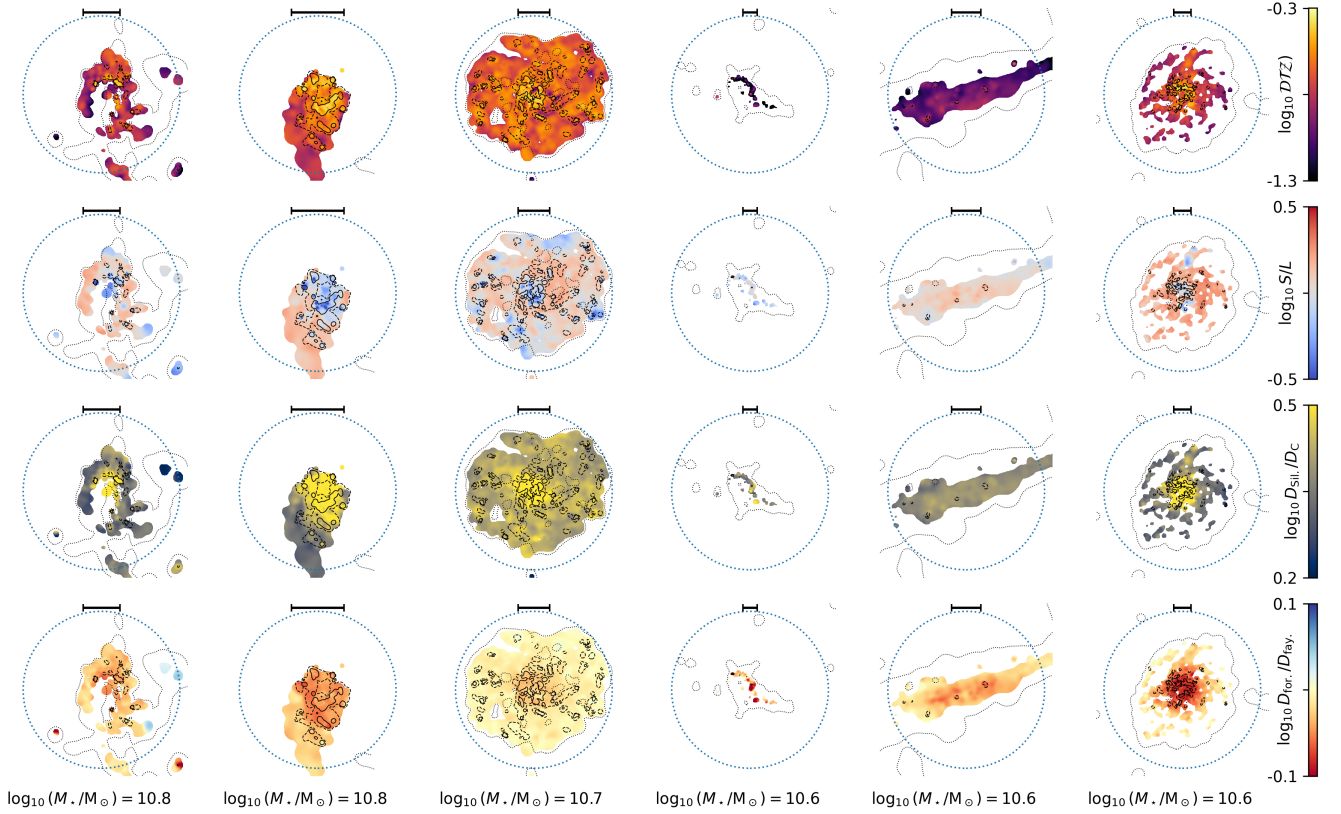 -0.3
log₁₀ 𝒟𝒯𝒵
-1.3
0.5
log₁₀ S/L
-0.5
0.5
log₁₀ D_Sil./D_C
0.2
0.1
log₁₀ D_for./D_fay.
-0.1
log₁₀(M⋆/M⊙) = 10.8
log₁₀(M⋆/M⊙) = 10.8
log₁₀(M⋆/M⊙) = 10.7
log₁₀(M⋆/M⊙) = 10.6
log₁₀(M⋆/M⊙) = 10.6
log₁₀(M⋆/M⊙) = 10.6